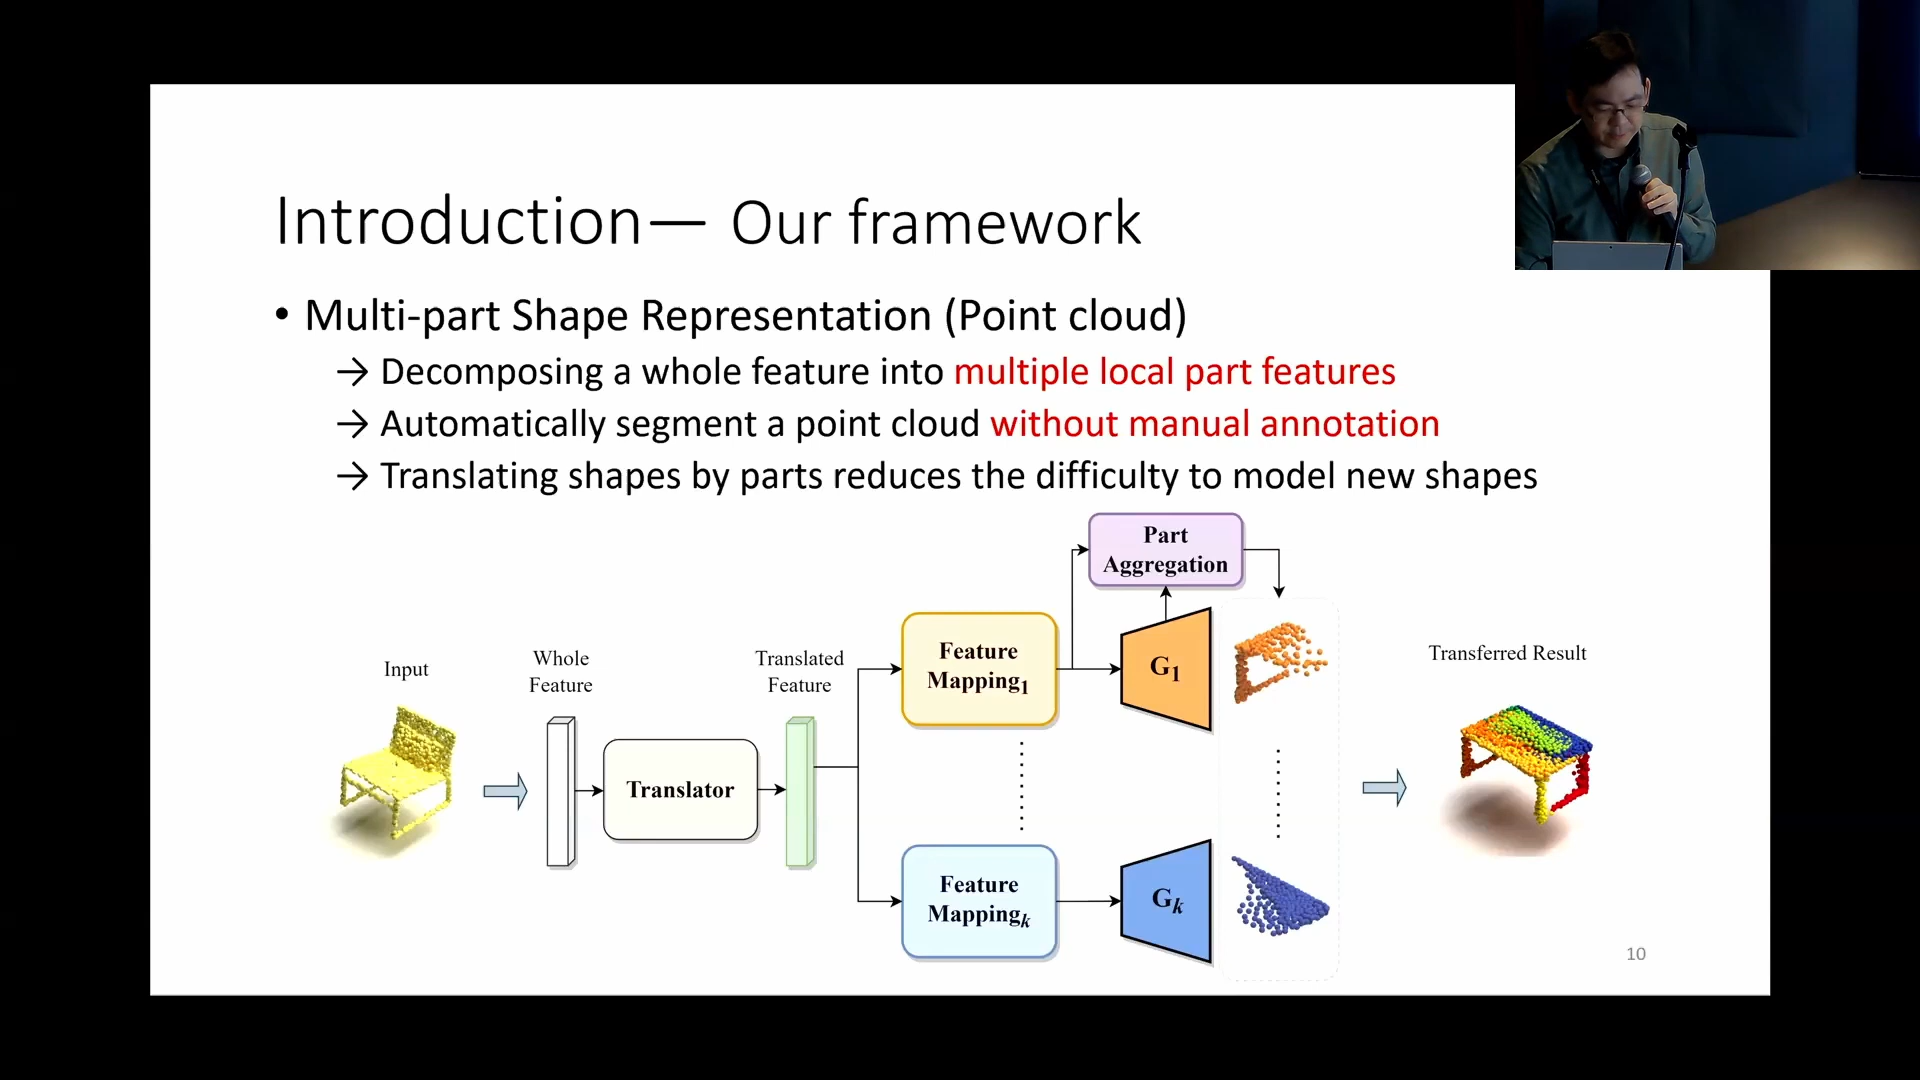 Introduction— Our framework
• Multi-part Shape Representation (Point cloud)
→ Decomposing a whole feature into multiple local part features
→ Automatically segment a point cloud without manual annotation
→ Translating shapes by parts reduces the difficulty to model new shapes
Part
Aggregation
Input
Whole
Feature
Translator
Translated
Feature
Feature
Mapping1
G1
Feature
Mappingk
Gk
Transferred Result
10